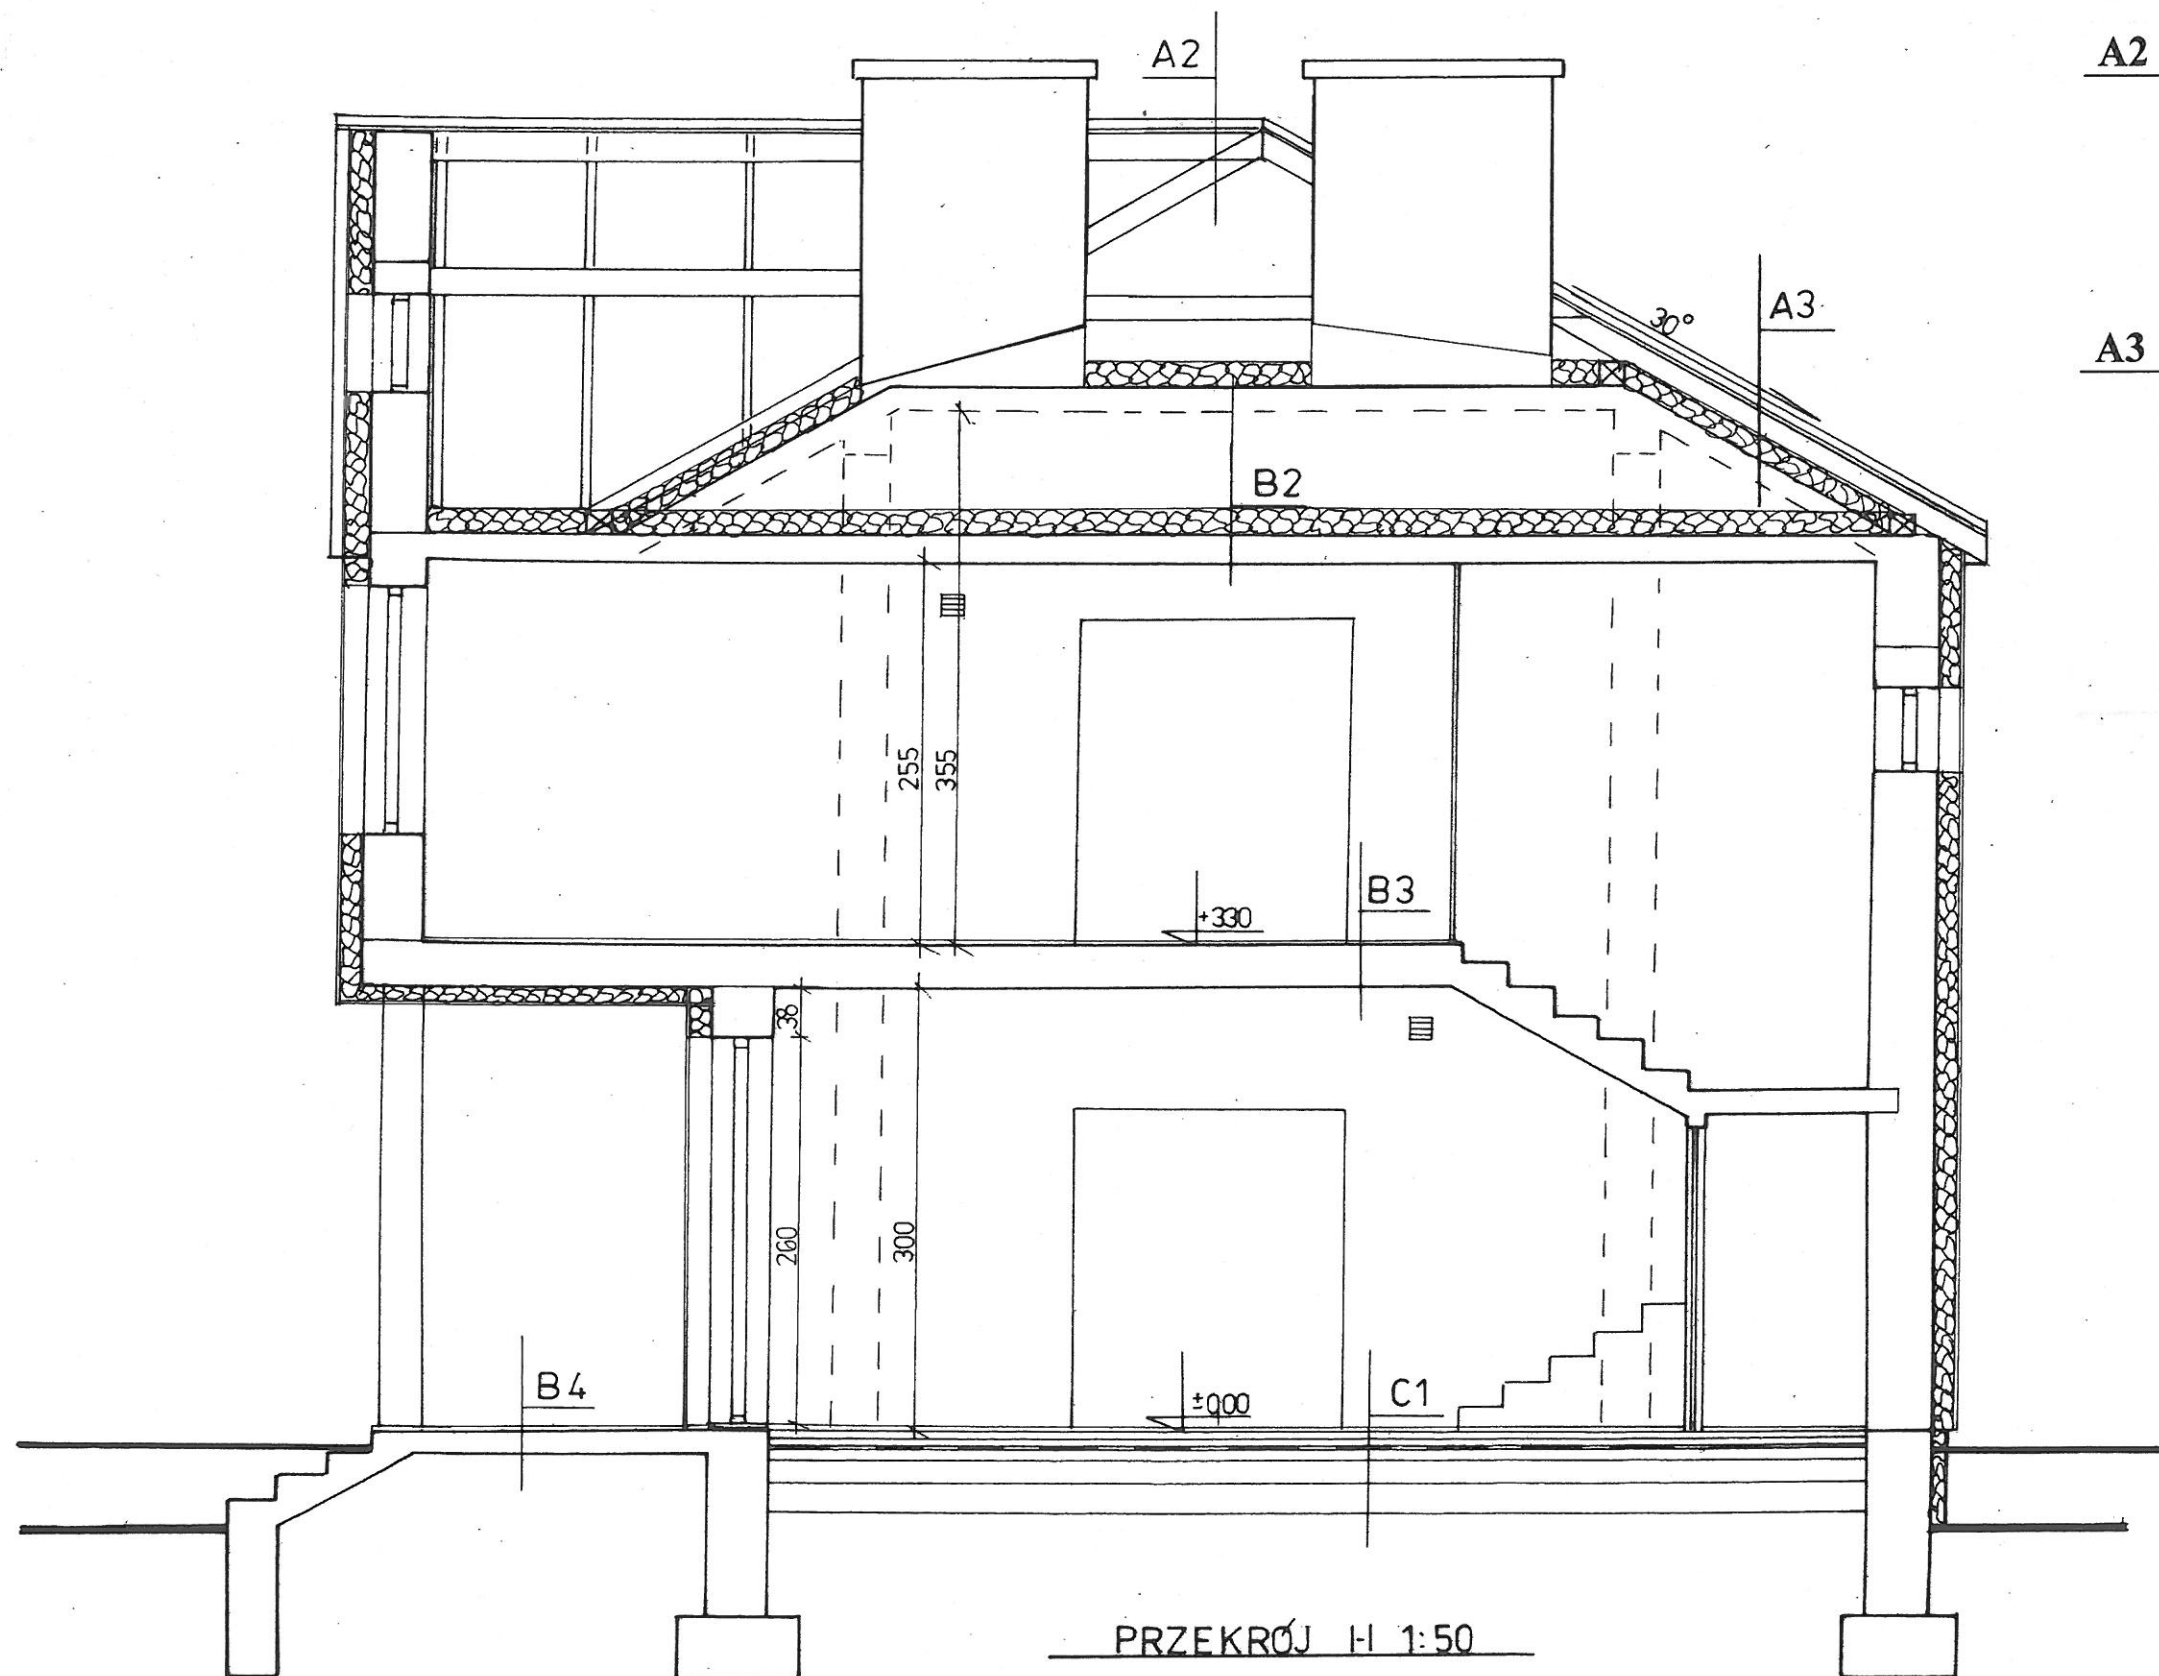 A2
A2
A3
A3
30°
B2
255
355
B3
+330
38
260
300
B4
±000
C1
PRZEKRÓJ I-I 1:50